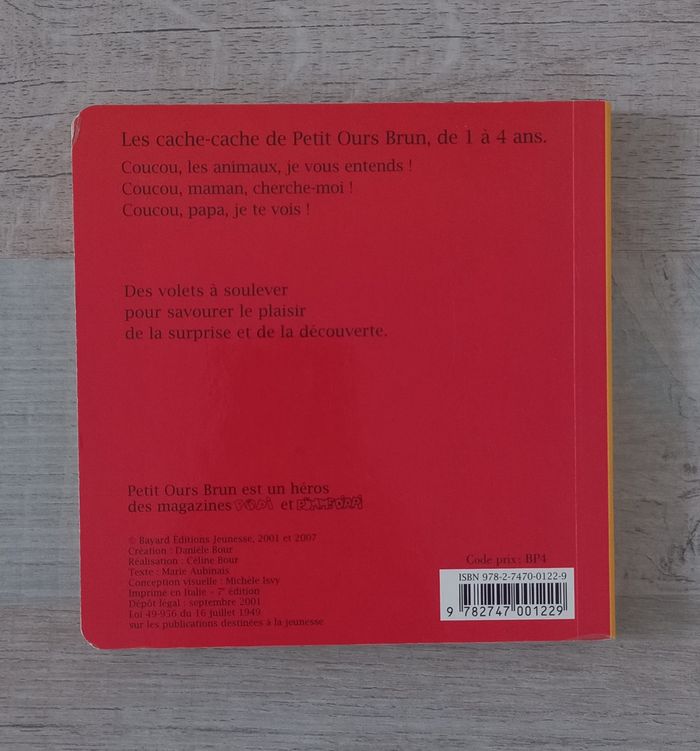 Les cache-cache de Petit Ours Brun, de 1 à 4 ans.
Coucou, les animaux, je vous entends !
Coucou, maman, cherche-moi !
Coucou, papa, je te vois !
Des volets à soulever
pour savourer le plaisir
de la surprise et de la découverte.
Petit Ours Brun est un héros
des magazines POPI et POMME D'API
© Bayard Éditions Jeunesse, 2001 et 2007
Création : Danièle Bour
Réalisation : Céline Bour
Texte : Marie Aubinais
Conception visuelle : Michèle Isvy
Imprimé en Italie - 7e édition
Dépôt légal : septembre 2001
Loi 49-956 du 16 juillet 1949
sur les publications destinées à la jeunesse
Code prix : BP4
ISBN 978-2-7470-0122-9
9 782747 001229